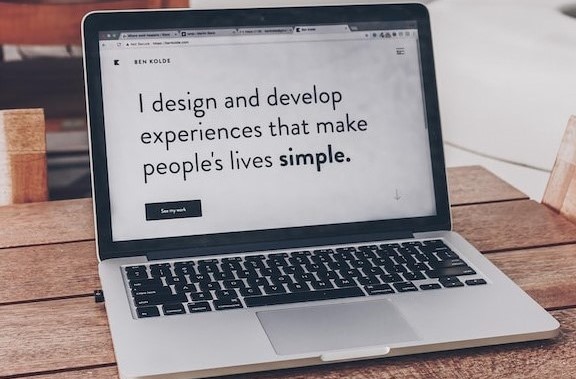 BEN KOLDE
I design and develop
experiences that make
people's lives simple.
See my work